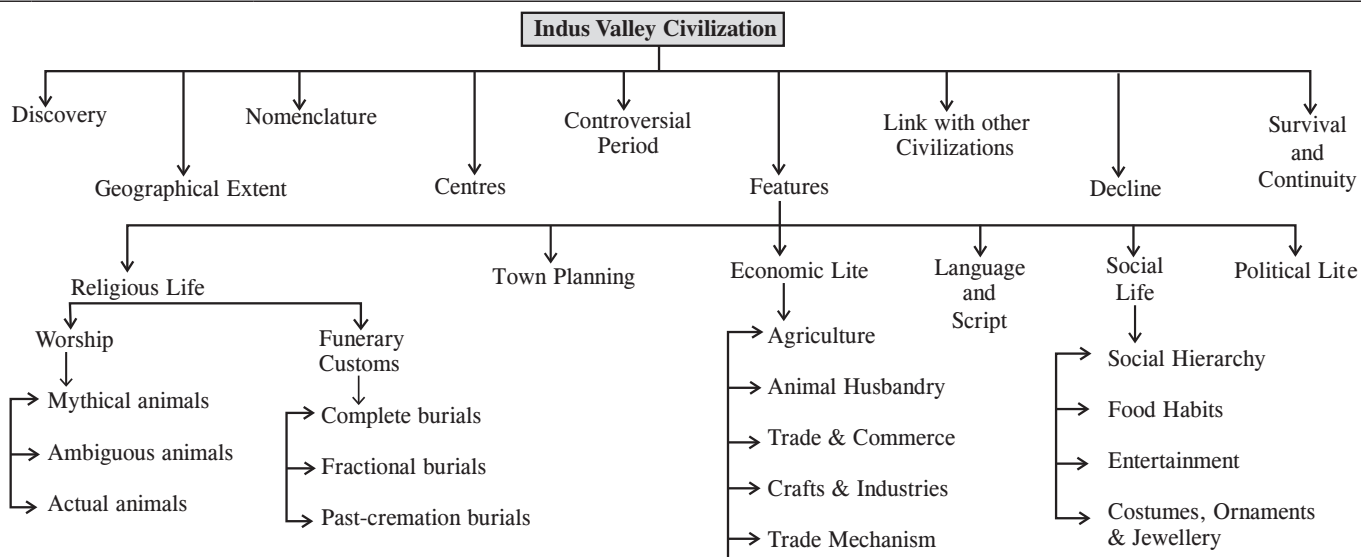 Indus Valley Civilization
Discovery
Nomenclature
Controversial
Period
Link with other
Civilizations
Survival
and
Continuity
Geographical Extent
Centres
Features
Decline
Religious Life
Town Planning
Economic Lite
Language
and
Script
Social
Life
Political Lite
Worship
Funerary
Customs
Mythical animals
Ambiguous animals
Actual animals
Complete burials
Fractional burials
Past-cremation burials
Agriculture
Animal Husbandry
Trade & Commerce
Crafts & Industries
Trade Mechanism
Social Hierarchy
Food Habits
Entertainment
Costumes, Ornaments
& Jewellery